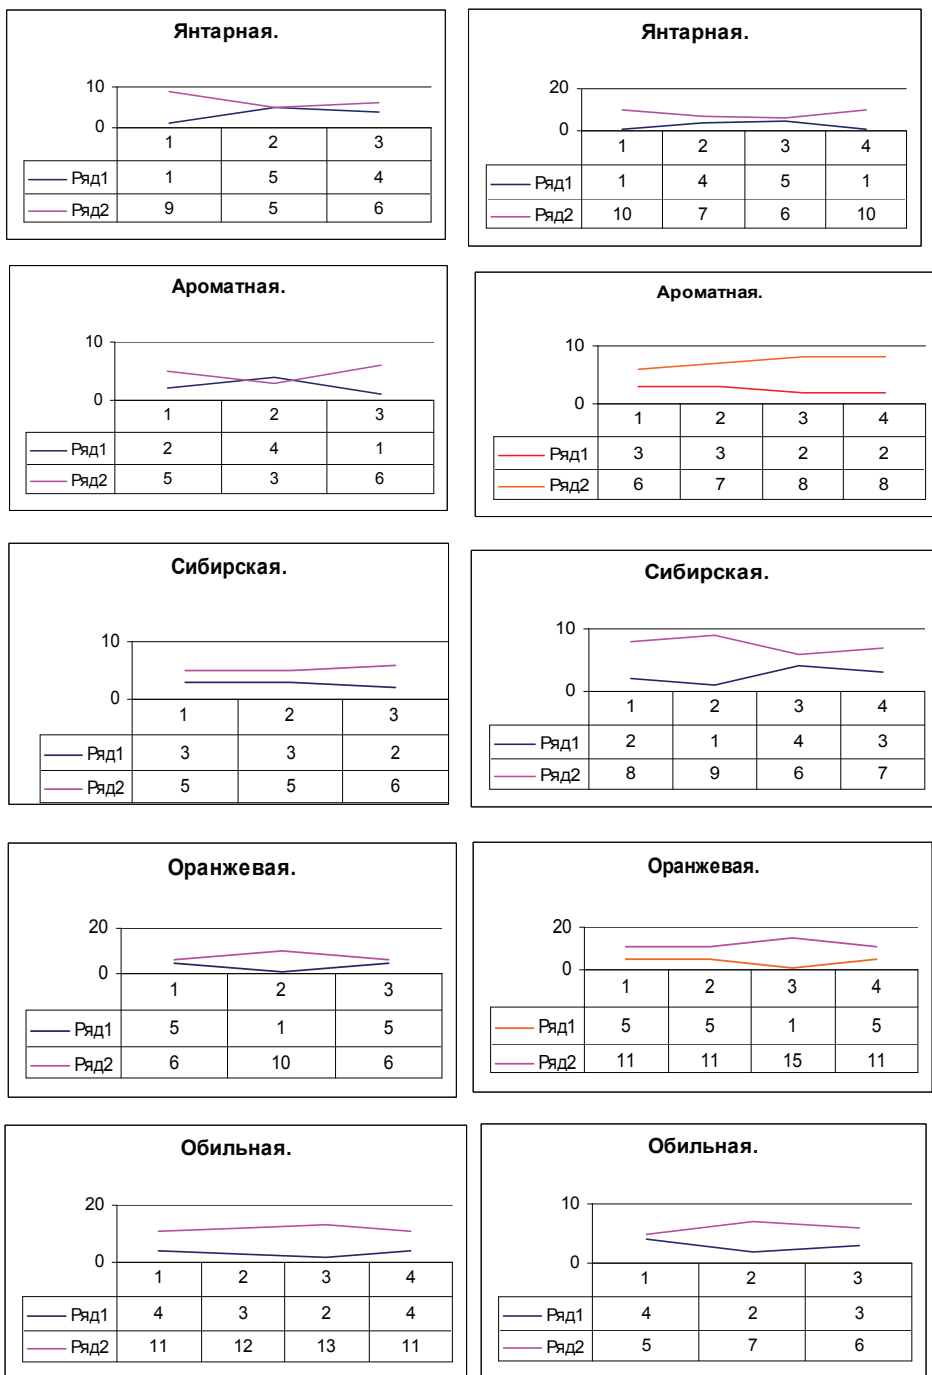 Янтарная.
10
0
1 2 3
Ряд1 1 5 4
Ряд2 9 5 6
Янтарная.
20
0
1 2 3 4
Ряд1 1 4 5 1
Ряд2 10 7 6 10
Ароматная.
10
0
1 2 3
Ряд1 2 4 1
Ряд2 5 3 6
Ароматная.
10
0
1 2 3 4
Ряд1 3 3 2 2
Ряд2 6 7 8 8
Сибирская.
10
0
1 2 3
Ряд1 3 3 2
Ряд2 5 5 6
Сибирская.
10
0
1 2 3 4
Ряд1 2 1 4 3
Ряд2 8 9 6 7
Оранжевая.
20
0
1 2 3
Ряд1 5 1 5
Ряд2 6 10 6
Оранжевая.
20
0
1 2 3 4
Ряд1 5 5 1 5
Ряд2 11 11 15 11
Обильная.
20
0
1 2 3 4
Ряд1 4 3 2 4
Ряд2 11 12 13 11
Обильная.
10
0
1 2 3
Ряд1 4 2 3
Ряд2 5 7 6